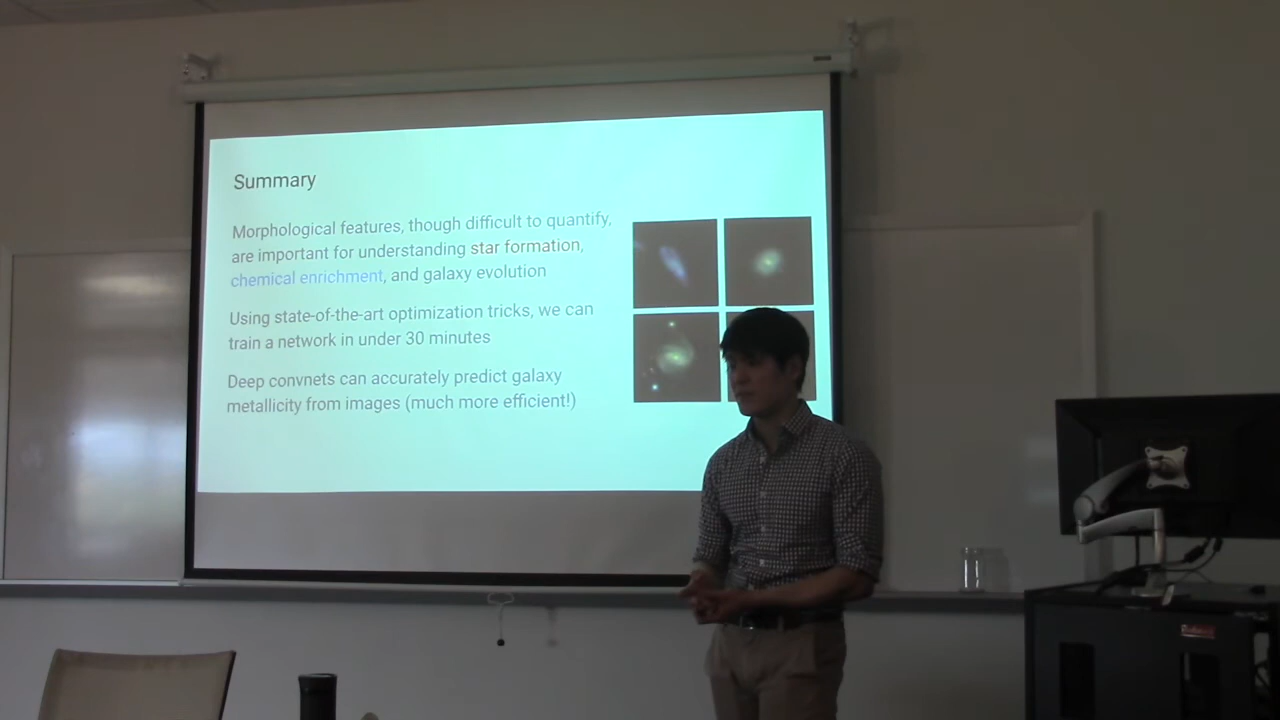 Summary
Morphological features, though difficult to quantify,
are important for understanding star formation,
chemical enrichment, and galaxy evolution
Using state-of-the-art optimization tricks, we can
train a network in under 30 minutes
Deep convnets can accurately predict galaxy
metallicity from images (much more efficient!)